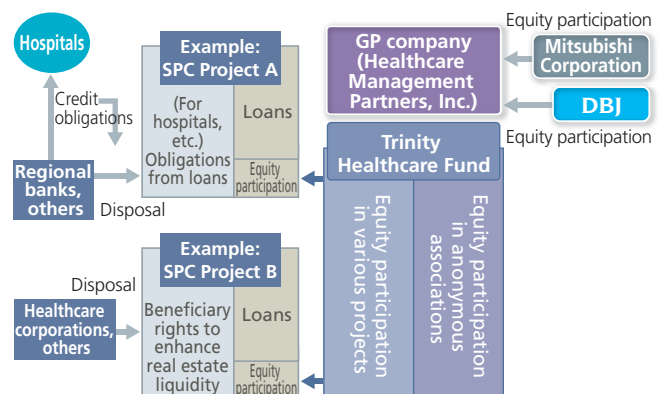 Hospitals
Credit
obligations
Regional
banks,
others
Disposal
Example:
SPC Project A
(For
hospitals,
etc.)
Obligations
from loans
Loans
Equity
participation
GP company
(Healthcare
Management
Partners, Inc.)
Equity participation
Mitsubishi
Corporation
DBJ
Equity participation
Trinity
Healthcare Fund
Equity participation
in various projects
Equity participation
in anonymous
associations
Example:
SPC Project B
Disposal
Healthcare
corporations,
others
Beneficiary
rights to
enhance
real estate
liquidity
Loans
Equity
participation